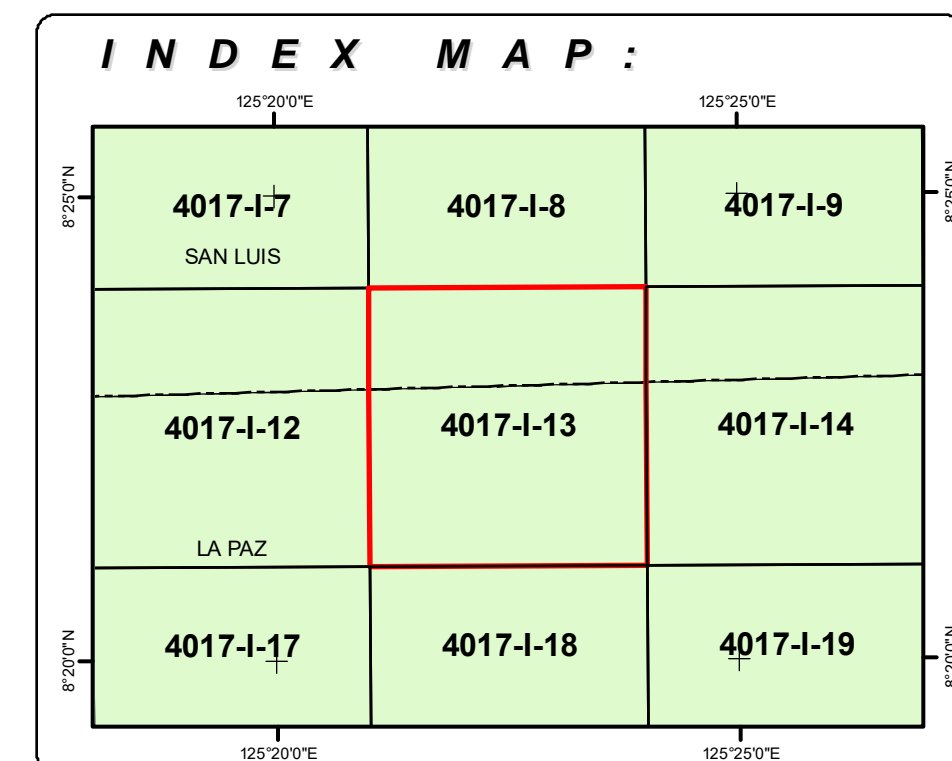 INDEX MAP:
125°20'0"E 125°25'0"E
8°25'0"N 8°25'0"N
4017-I-7 4017-I-8 4017-I-9
SAN LUIS
4017-I-12 4017-I-13 4017-I-14
LA PAZ
4017-I-17 4017-I-18 4017-I-19
8°20'0"N 8°20'0"N
125°20'0"E 125°25'0"E